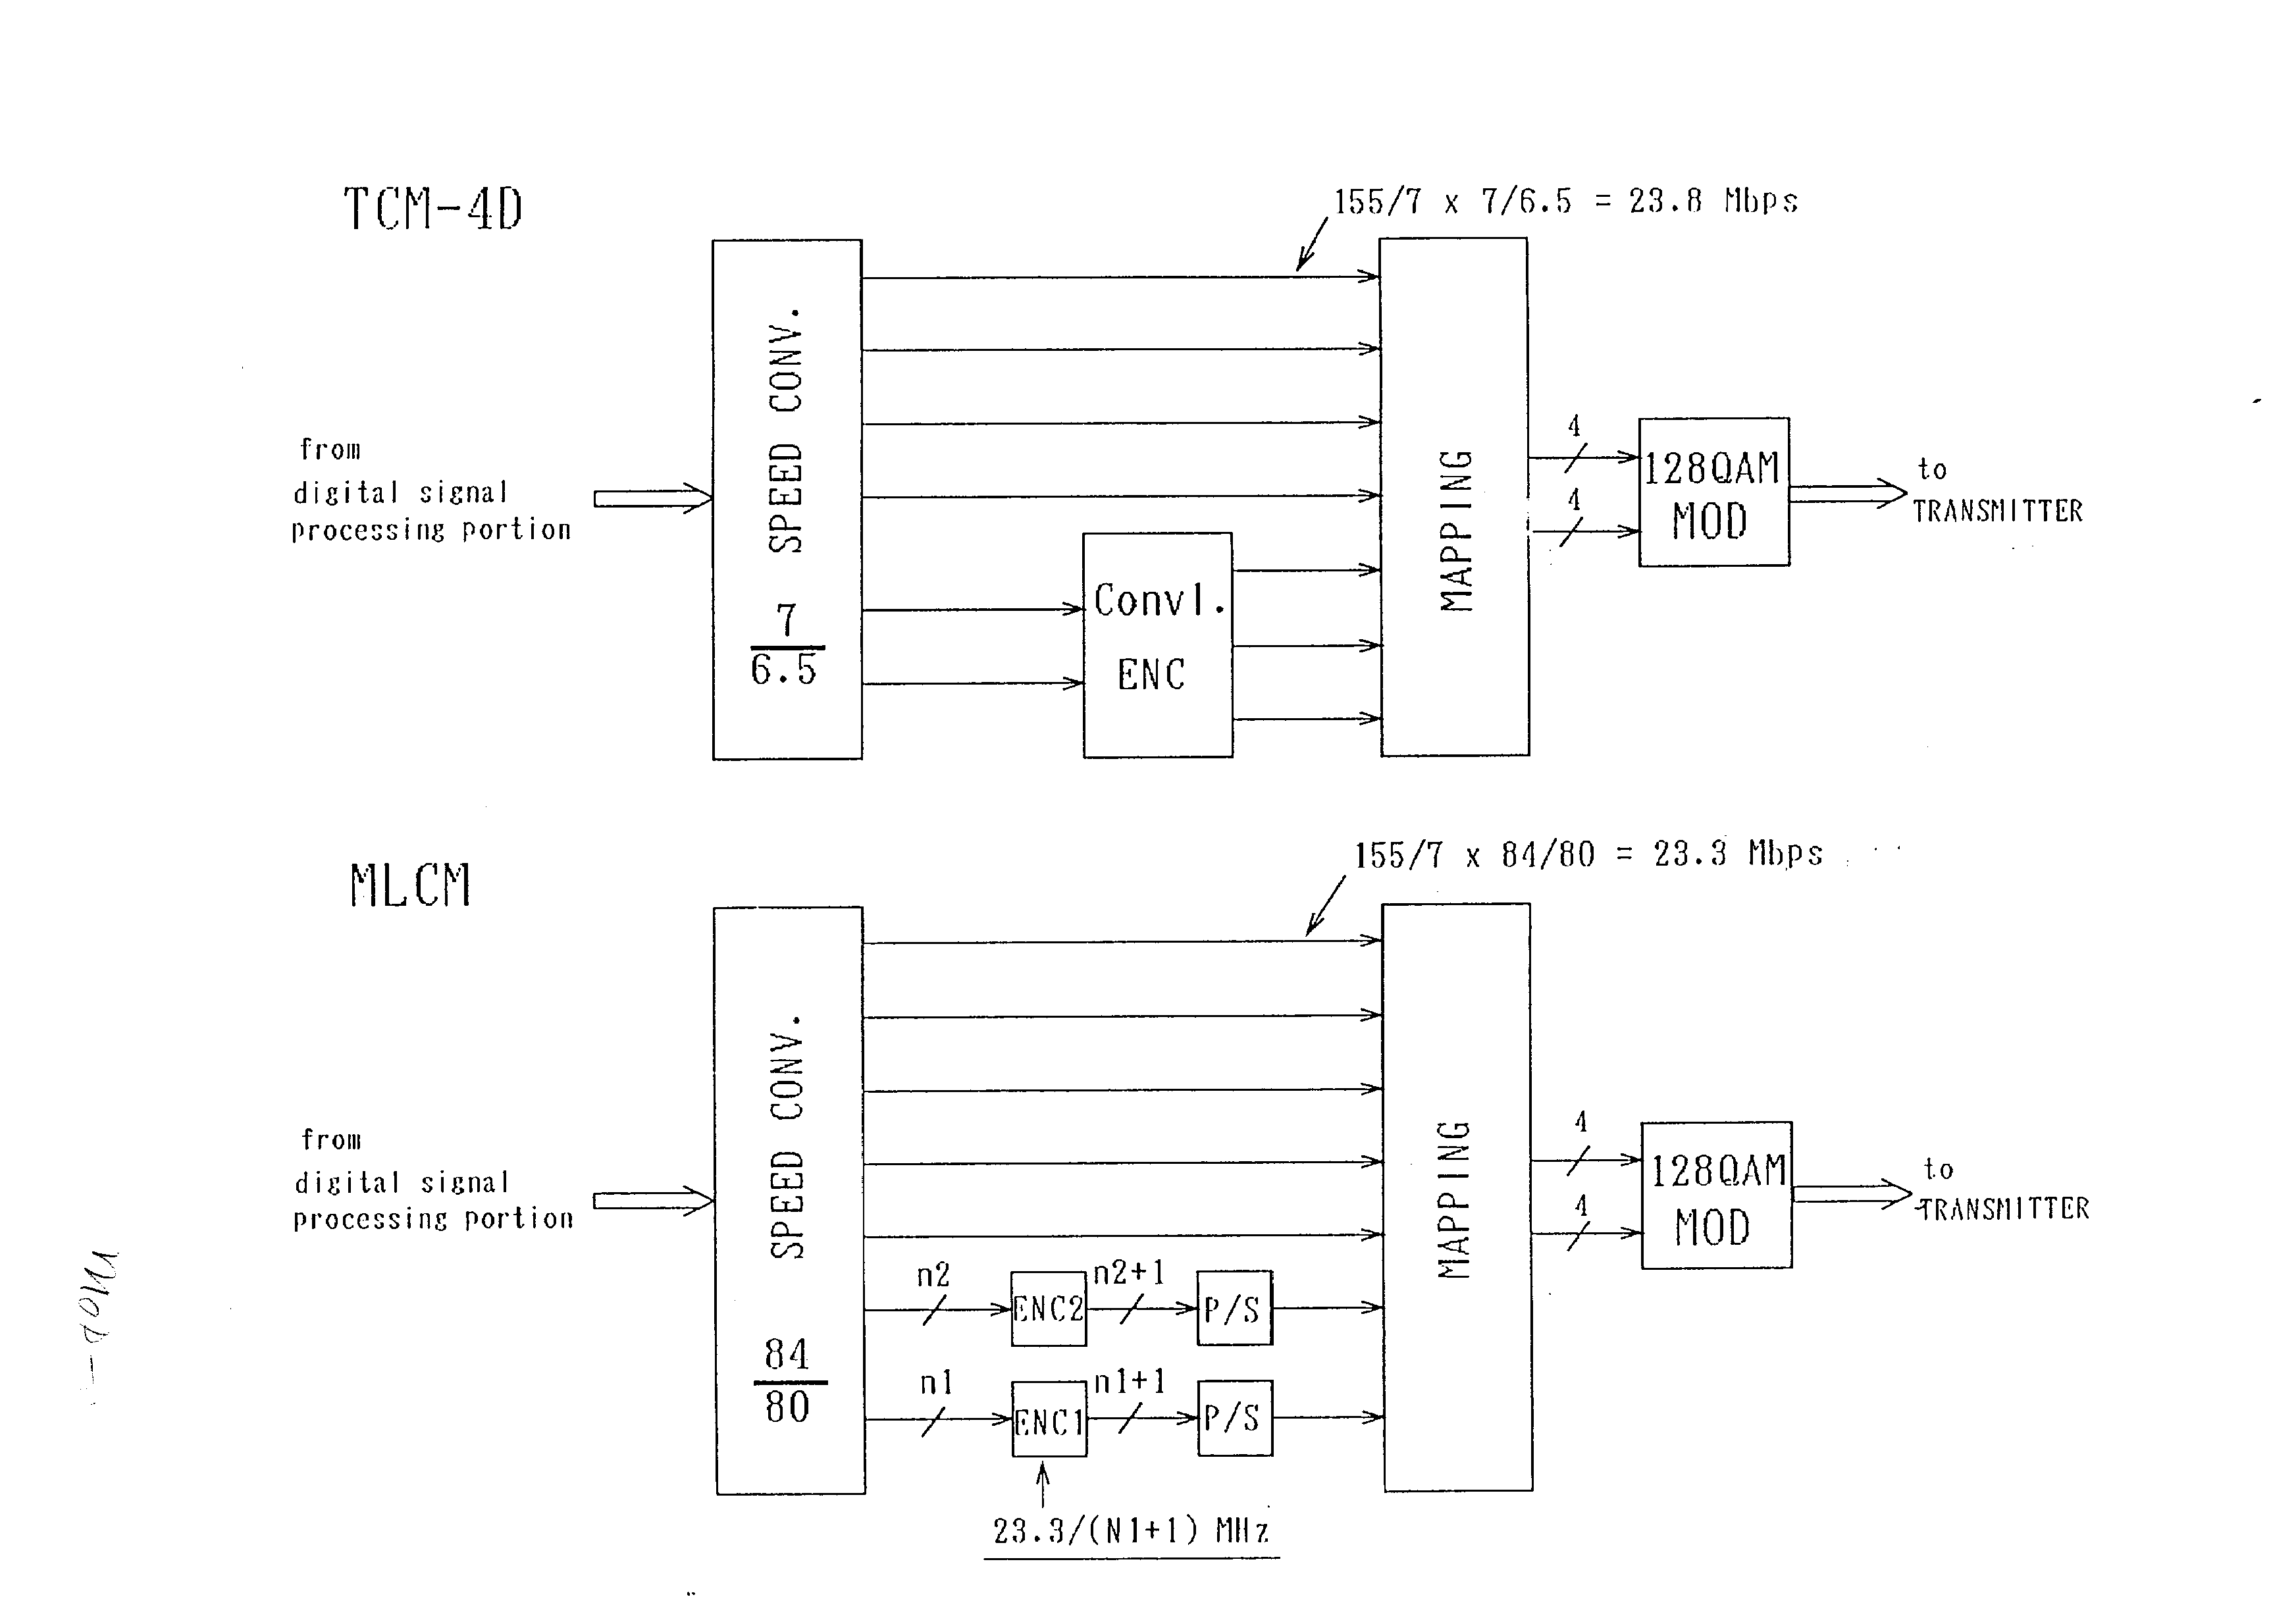 TCM-4D
155/7 x 7/6.5 = 23.8 Mbps
SPEED CONV.
7
6.5
from
digital signal
processing portion
Convl.
ENC
MAPPING
4
4
128QAM
MOD
to
TRANSMITTER
MLCM
155/7 x 84/80 = 23.3 Mbps
SPEED CONV.
84
80
from
digital signal
processing portion
n2
ENC2
n2+1
P/S
n1
ENC1
n1+1
P/S
23.3/(N1+1) MHz
MAPPING
4
4
128QAM
MOD
to
TRANSMITTER